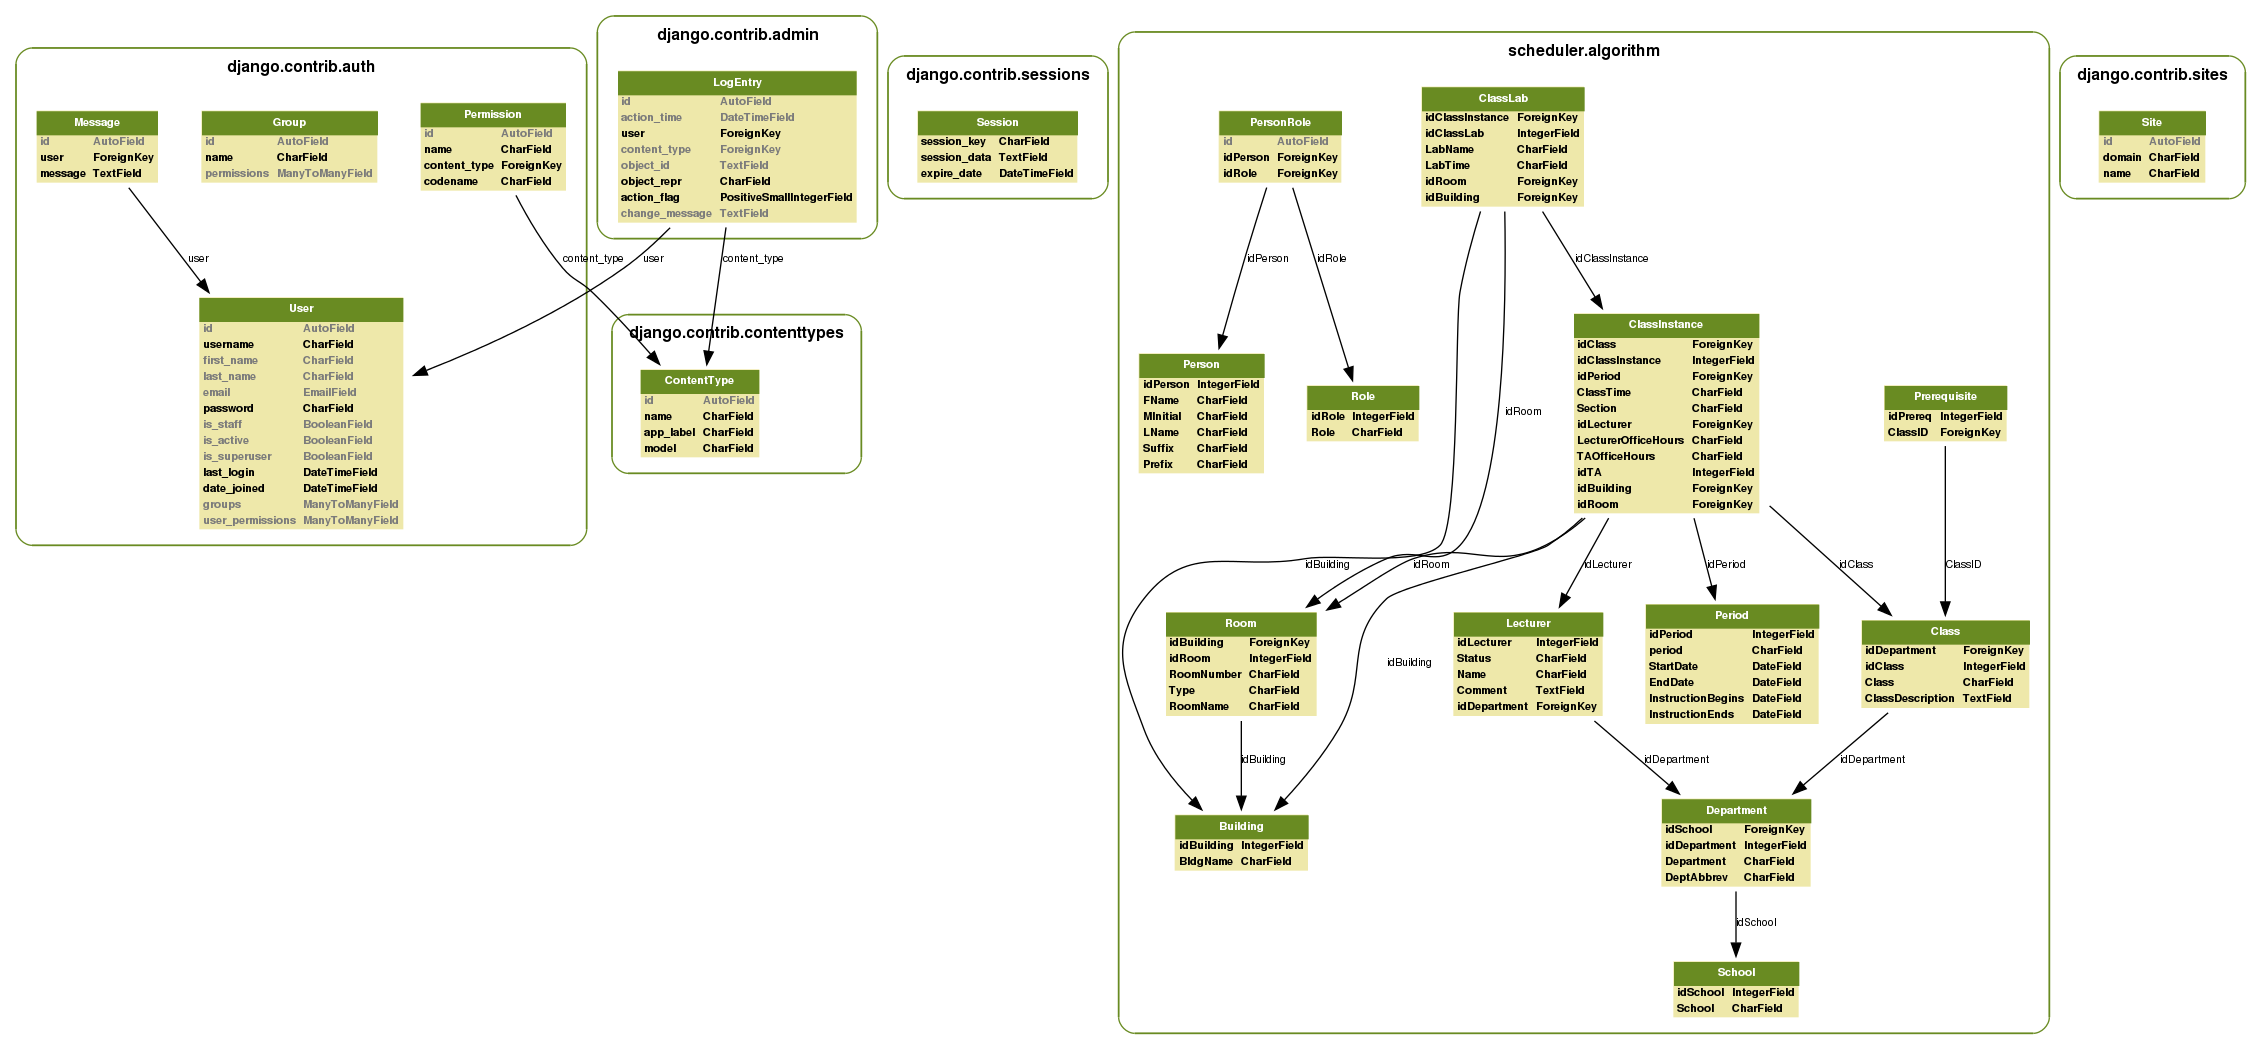 django.contrib.auth
Message
id AutoField
user ForeignKey
message TextField
Group
id AutoField
name CharField
permissions ManyToManyField
Permission
id AutoField
name CharField
content_type ForeignKey
codename CharField
user
User
id AutoField
username CharField
first_name CharField
last_name CharField
email EmailField
password CharField
is_staff BooleanField
is_active BooleanField
is_superuser BooleanField
last_login DateTimeField
date_joined DateTimeField
groups ManyToManyField
user_permissions ManyToManyField
django.contrib.admin
LogEntry
id AutoField
action_time DateTimeField
user ForeignKey
content_type ForeignKey
object_id TextField
object_repr CharField
action_flag PositiveSmallIntegerField
change_message TextField
content_type
user
content_type
django.contrib.contenttypes
ContentType
id AutoField
name CharField
app_label CharField
model CharField
django.contrib.sessions
Session
session_key CharField
session_data TextField
expire_date DateTimeField
scheduler.algorithm
PersonRole
id AutoField
idPerson ForeignKey
idRole ForeignKey
ClassLab
idClassInstance ForeignKey
idClassLab IntegerField
LabName CharField
LabTime CharField
idRoom ForeignKey
idBuilding ForeignKey
idPerson
idRole
idClassInstance
Person
idPerson IntegerField
FName CharField
MInitial CharField
LName CharField
Suffix CharField
Prefix CharField
Role
idRole IntegerField
Role CharField
idRoom
ClassInstance
idClass ForeignKey
idClassInstance IntegerField
idPeriod ForeignKey
ClassTime CharField
Section CharField
idLecturer ForeignKey
LecturerOfficeHours CharField
TAOfficeHours CharField
idTA IntegerField
idBuilding ForeignKey
idRoom ForeignKey
Prerequisite
idPrereq IntegerField
ClassID ForeignKey
idBuilding
idRoom
idLecturer
idPeriod
idClass
ClassID
Room
idBuilding ForeignKey
idRoom IntegerField
RoomNumber CharField
Type CharField
RoomName CharField
idBuilding
Lecturer
idLecturer IntegerField
Status CharField
Name CharField
Comment TextField
idDepartment ForeignKey
Period
idPeriod IntegerField
period CharField
StartDate DateField
EndDate DateField
InstructionBegins DateField
InstructionEnds DateField
Class
idDepartment ForeignKey
idClass IntegerField
Class CharField
ClassDescription TextField
idBuilding
idDepartment
idDepartment
Building
idBuilding IntegerField
BldgName CharField
Department
idSchool ForeignKey
idDepartment IntegerField
Department CharField
DeptAbbrev CharField
idSchool
School
idSchool IntegerField
School CharField
django.contrib.sites
Site
id AutoField
domain CharField
name CharField